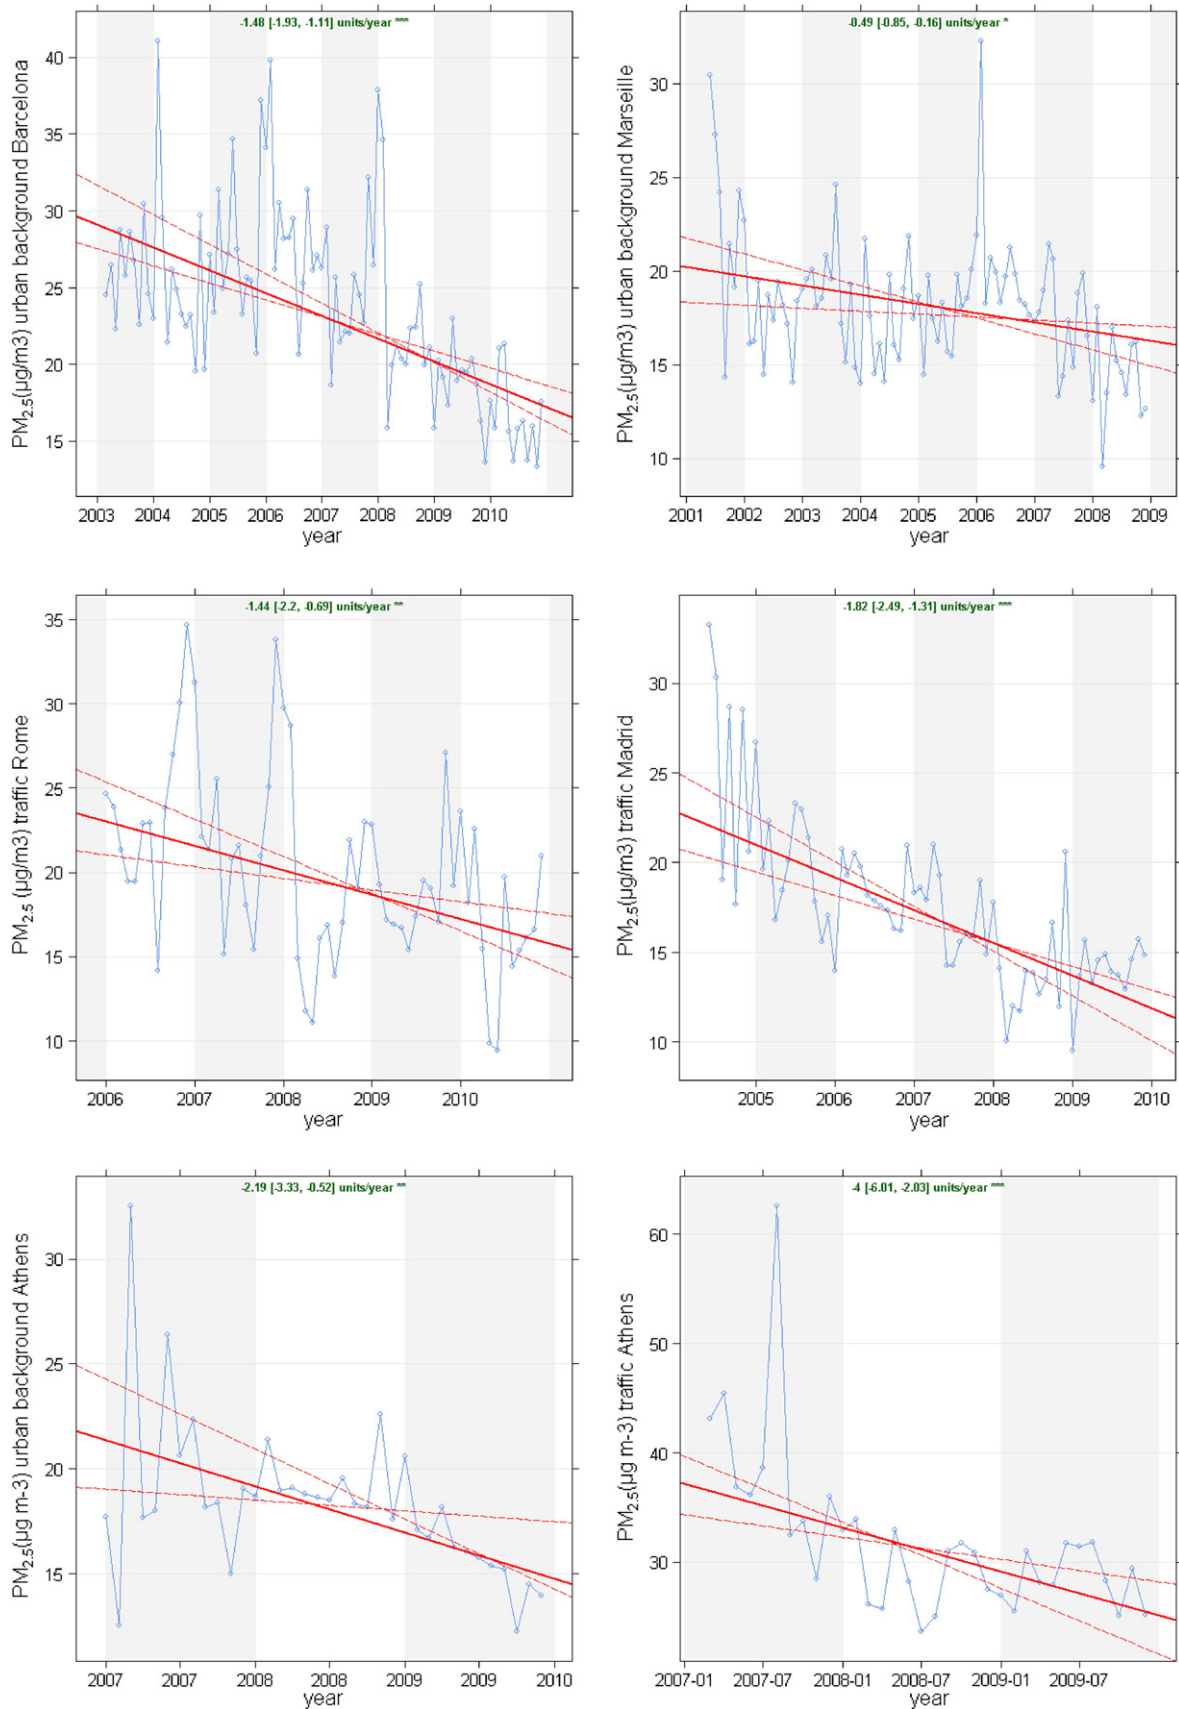 -1.48 [-1.93, -1.11] units/year ***
PM2.5(µg/m3) urban background Barcelona
40
35
30
25
20
15
2003 2004 2005 2006 2007 2008 2009 2010
year
-0.49 [-0.85, -0.16] units/year *
PM2.5(µg/m3) urban background Marseille
30
25
20
15
10
2001 2002 2003 2004 2005 2006 2007 2008 2009
year
-1.44 [-2.2, -0.69] units/year **
PM2.5 (µg/m3) traffic Rome
35
30
25
20
15
10
2006 2007 2008 2009 2010
year
-1.82 [-2.49, -1.31] units/year ***
PM2.5(µg/m3) traffic Madrid
30
25
20
15
10
2005 2006 2007 2008 2009 2010
year
-2.19 [-3.33, -0.52] units/year **
PM2.5(µg m-3) urban background Athens
30
25
20
15
2007 2007 2008 2008 2009 2009 2010
year
-4 [-6.01, -2.03] units/year ***
PM2.5(µg m-3) traffic Athens
60
50
40
30
2007-01 2007-07 2008-01 2008-07 2009-01 2009-07
year